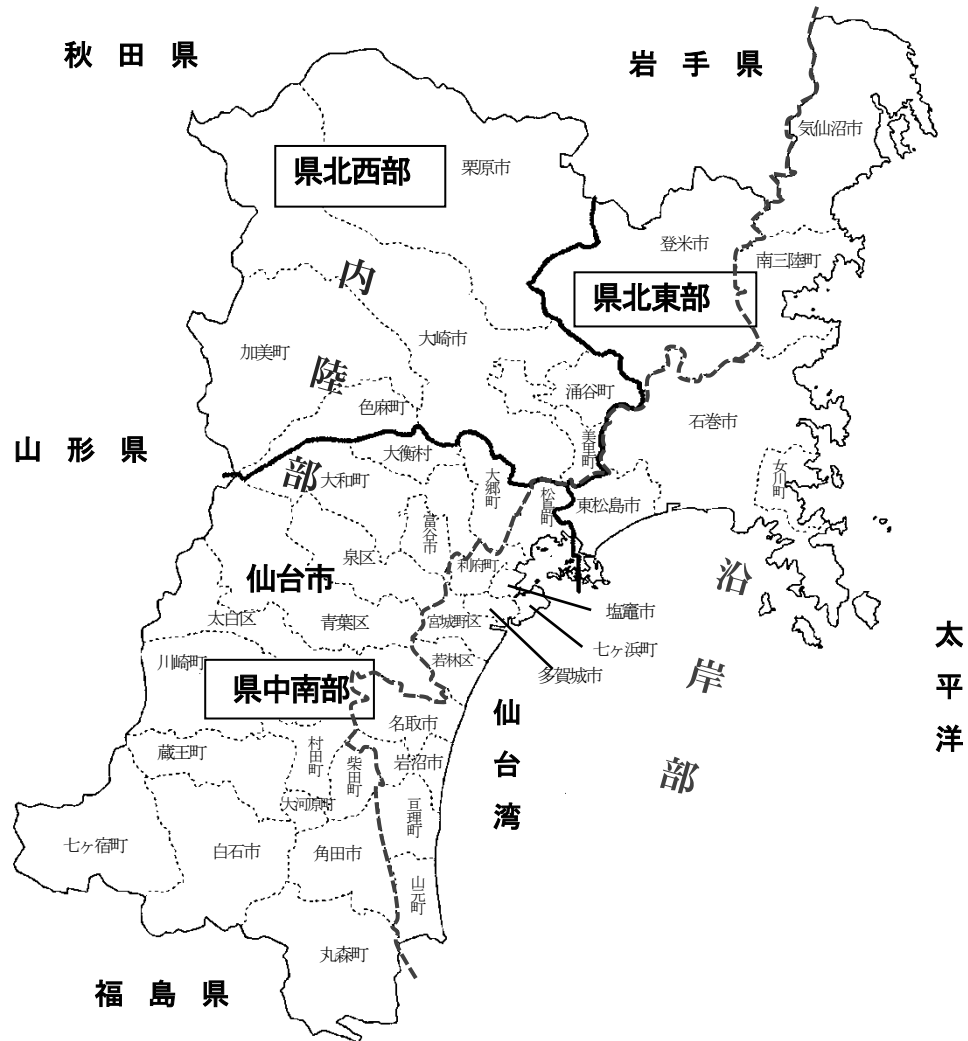 秋田県
岩手県
気仙沼市
県北西部
栗原市
登米市
南三陸町
内
県北東部
大崎市
加美町
陸
涌谷町
色麻町
石巻市
美里町
山形県
大衡村
部
大和町
大郷町
女川町
松島町
東松島市
富谷市
泉区
利府町
仙台市
沿
塩竈市
太白区
青葉区
宮城野区
七ヶ浜町
太平洋
川崎町
若林区
多賀城市
岸
県中南部
仙台湾
名取市
村田町
蔵王町
柴田町
岩沼市
部
大河原町
亘理町
七ヶ宿町
白石市
角田市
山元町
丸森町
福島県